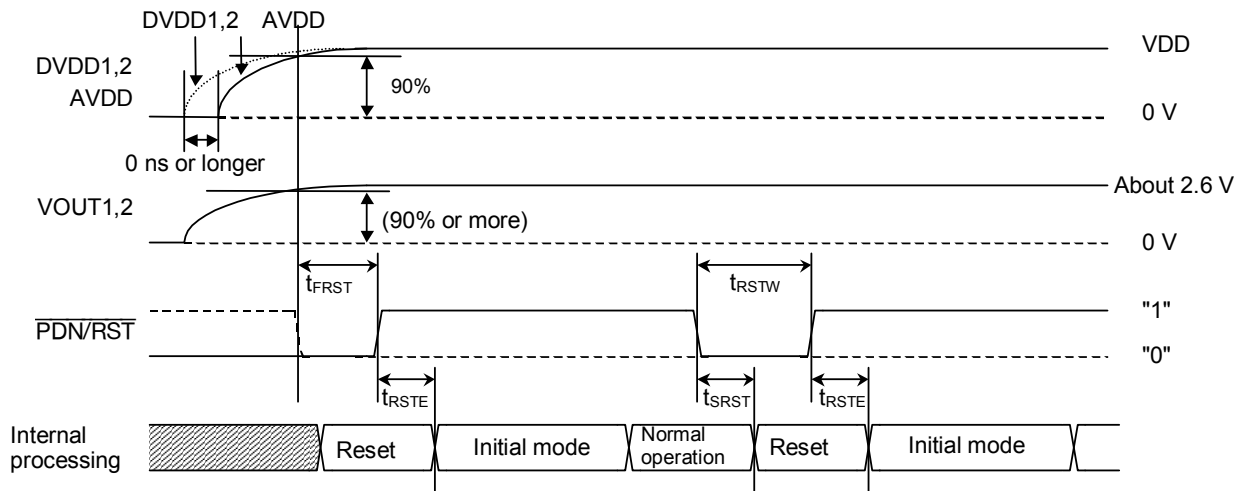 DVDD1,2 AVDD
VDD
DVDD1,2
AVDD
90%
0 V
0 ns or longer
About 2.6 V
VOUT1,2
(90% or more)
0 V
tFRST
tRSTW
"1"
PDN/RST
"0"
tRSTE
tSRST
tRSTE
Internal
processing
Reset
Initial mode
Normal
operation
Reset
Initial mode